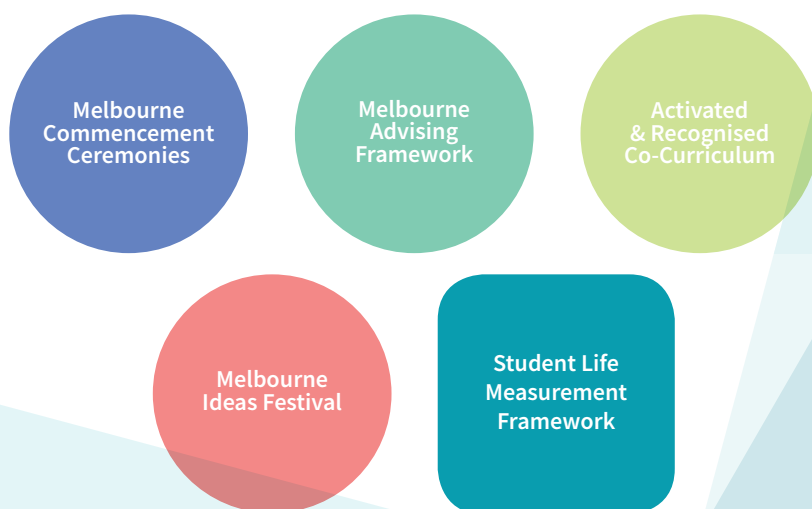 Melbourne
Commencement
Ceremonies
Melbourne
Advising
Framework
Activated
& Recognised
Co-Curriculum
Melbourne
Ideas Festival
Student Life
Measurement
Framework